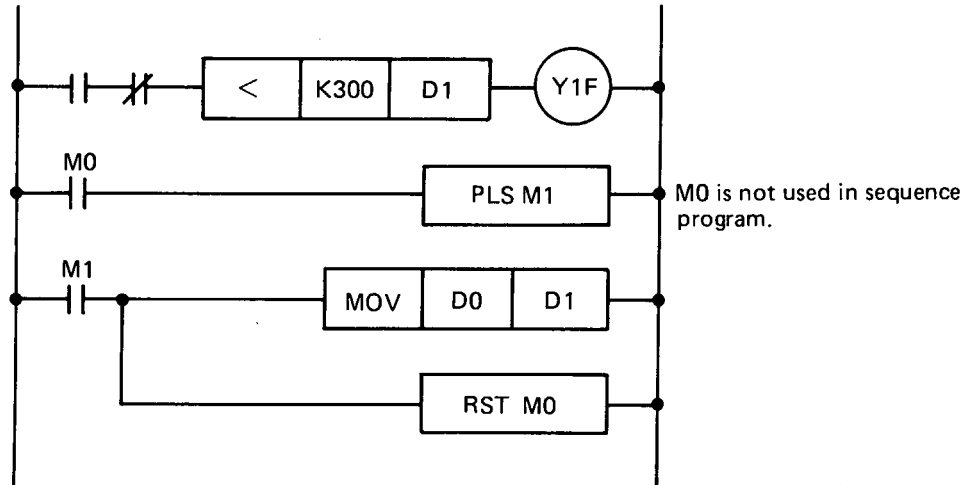 < K300 D1 Y1F
M0
PLS M1
M0 is not used in sequence
program.
M1
MOV D0 D1
RST M0